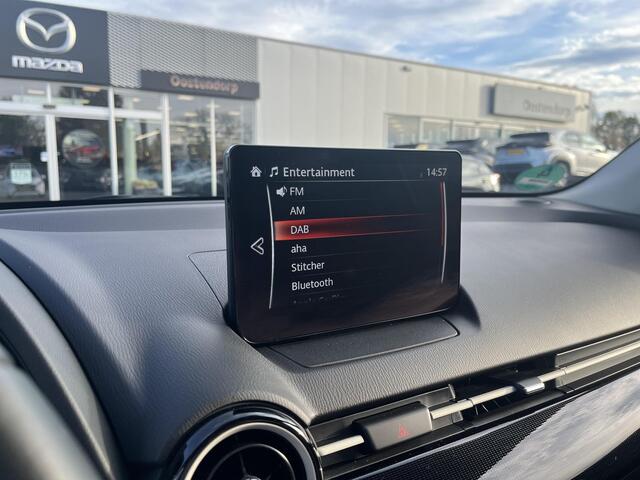 mazda
Oostendorp
Oostendorp
Entertainment 14:57
FM
AM
DAB
aha
Stitcher
Bluetooth